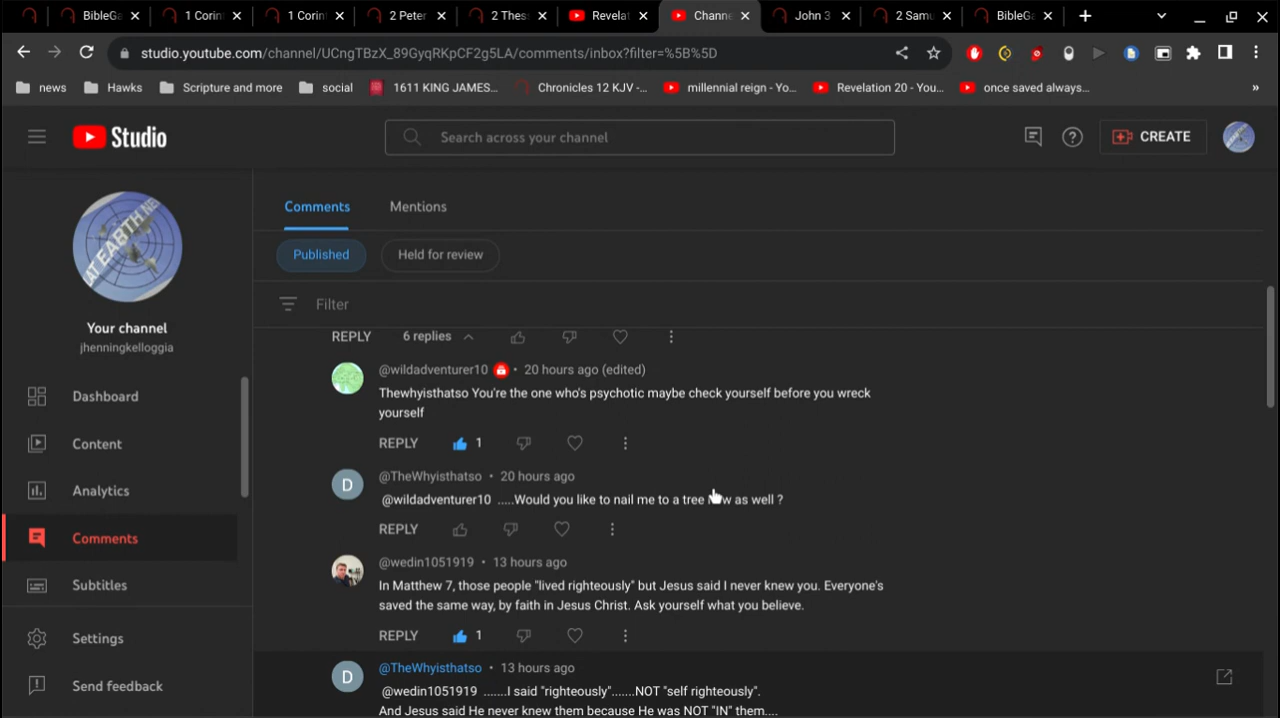 BibleGa
1 Corin
1 Corin
2 Peter
2 Thes
Revelat
Channe
John 3
2 Samu
BibleGa
studio.youtube.com/channel/UCngTBzX_89GyqRKpCF2g5LA/comments/inbox?filter=%5B%5D
news
Hawks
Scripture and more
social
1611 KING JAMES...
Chronicles 12 KJV -...
millennial reign - Yo...
Revelation 20 - You...
once saved always...
»
Studio
Search across your channel
CREATE
AT EARTH NE
Your channel
jhenningkelloggia
Dashboard
Content
Analytics
Comments
Subtitles
Settings
Send feedback
Comments
Mentions
Published
Held for review
Filter
REPLY 6 replies
@wildadventurer10 • 20 hours ago (edited)
Thewhyisthatso You're the one who's psychotic maybe check yourself before you wreck
yourself
REPLY 1
D
@TheWhyisthatso • 20 hours ago
@wildadventurer10 .....Would you like to nail me to a tree now as well ?
REPLY
@wedin1051919 • 13 hours ago
In Matthew 7, those people "lived righteously" but Jesus said I never knew you. Everyone's
saved the same way, by faith in Jesus Christ. Ask yourself what you believe.
REPLY 1
D
@TheWhyisthatso • 13 hours ago
@wedin1051919 .......I said "righteously".......NOT "self righteously".
And Jesus said He never knew them because He was NOT "IN" them....